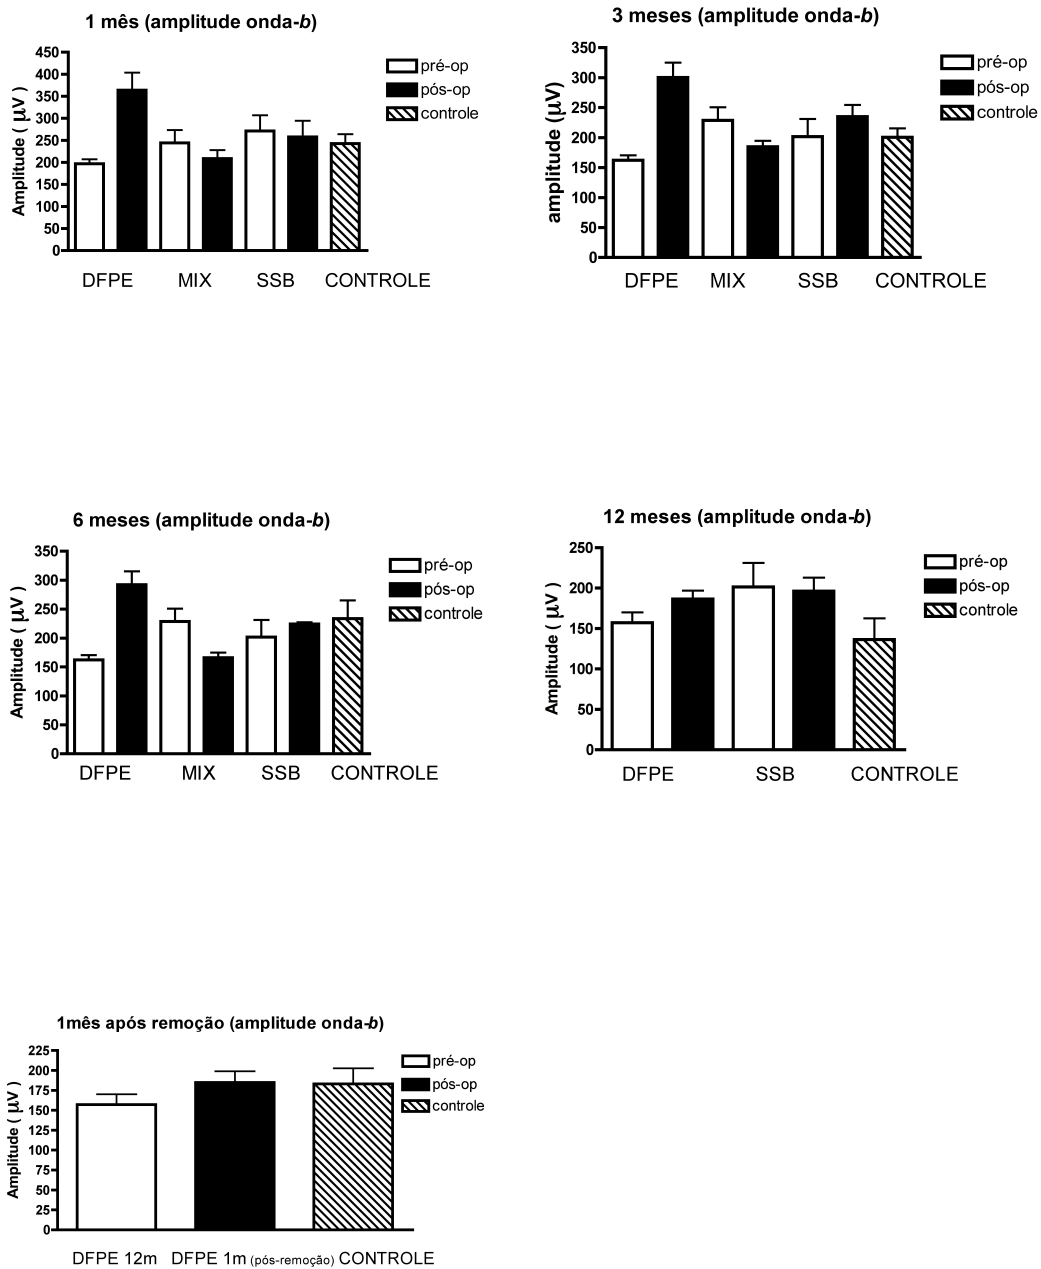 1 mês (amplitude onda-b)
450
400
350
300
250
200
150
100
50
0
Amplitude ( µV )
pré-op
pós-op
controle
DFPE MIX SSB CONTROLE
3 meses (amplitude onda-b)
350
300
250
200
150
100
50
0
amplitude (µV)
pré-op
pós-op
controle
DFPE MIX SSB CONTROLE
6 meses (amplitude onda-b)
350
300
250
200
150
100
50
0
Amplitude ( µV )
pré-op
pós-op
controle
DFPE MIX SSB CONTROLE
12 meses (amplitude onda-b)
250
200
150
100
50
0
Amplitude ( µV )
pré-op
pós-op
controle
DFPE SSB CONTROLE
1mês após remoção (amplitude onda-b)
225
200
175
150
125
100
75
50
25
0
Amplitude ( µV )
pré-op
pós-op
controle
DFPE 12m DFPE 1m (pós-remoção) CONTROLE